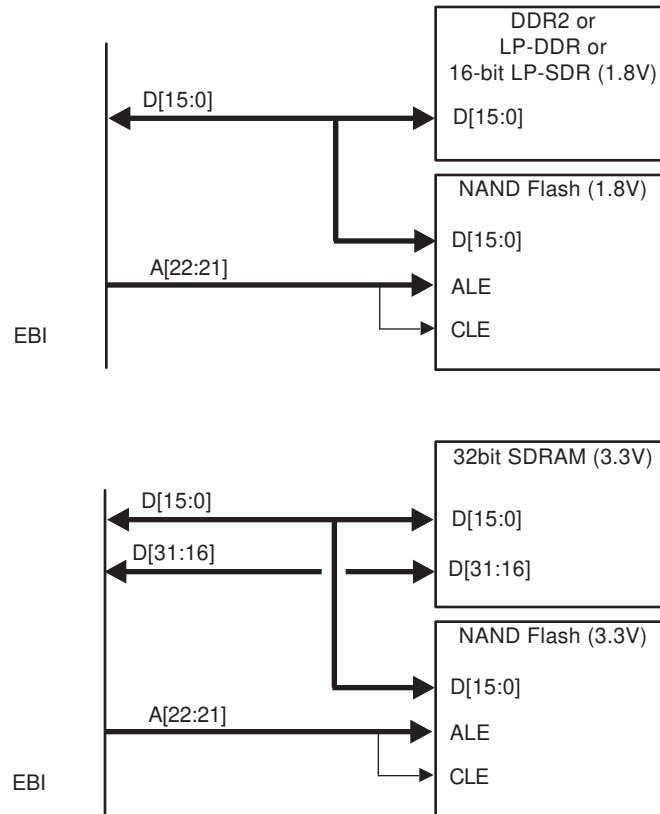 DDR2 or
LP-DDR or
16-bit LP-SDR (1.8V)
D[15:0]
D[15:0]
NAND Flash (1.8V)
D[15:0]
A[22:21]
ALE
CLE
EBI
32bit SDRAM (3.3V)
D[15:0]
D[15:0]
D[31:16]
D[31:16]
NAND Flash (3.3V)
D[15:0]
A[22:21]
ALE
CLE
EBI